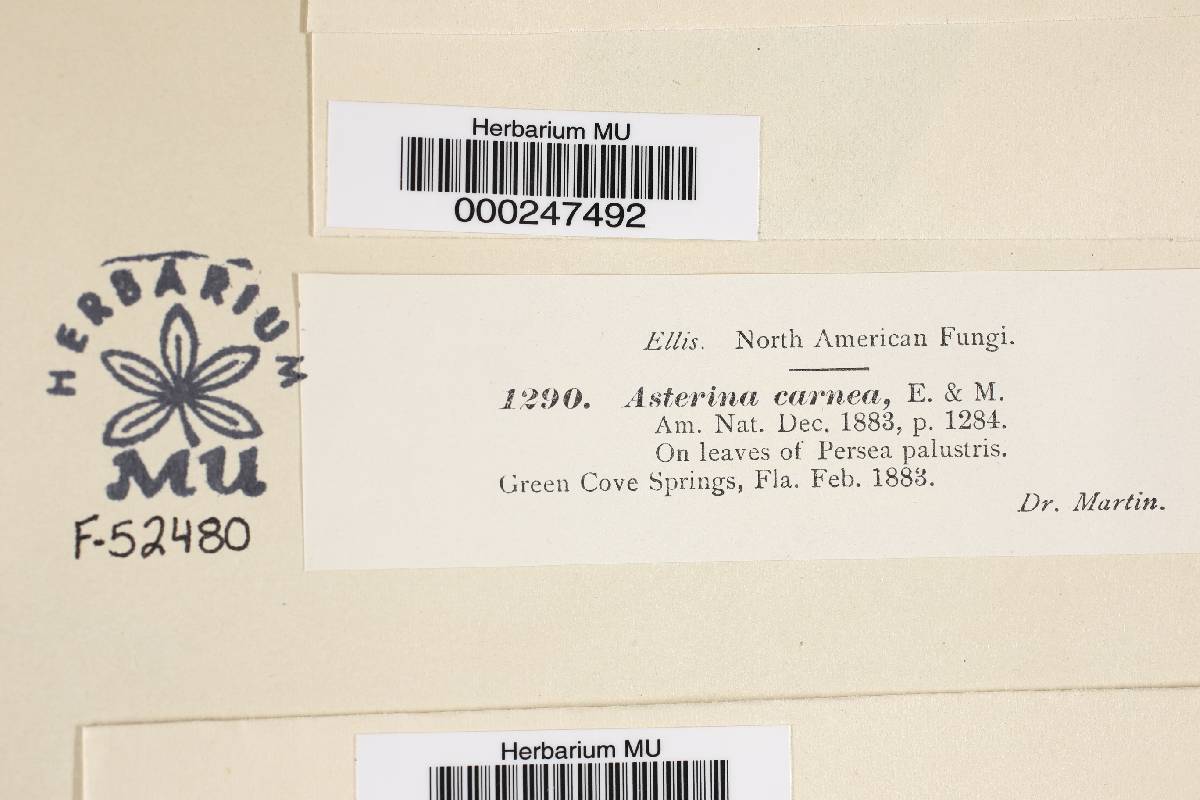 Herbarium MU
000247492
HERBARIUM
MU
F-52480
Ellis. North American Fungi.
1290. Asterina carnea, E. & M.
Am. Nat. Dec. 1883, p. 1284.
On leaves of Persea palustris.
Green Cove Springs, Fla. Feb. 1883.
Dr. Martin.
Herbarium MU